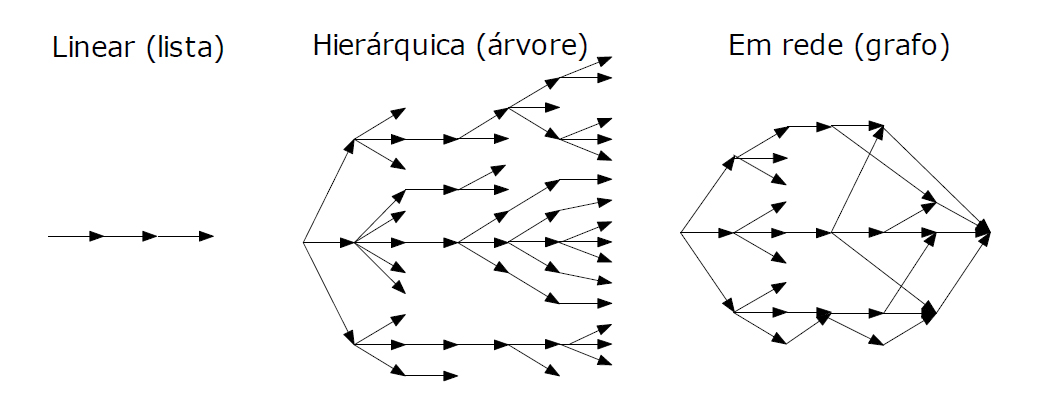 Linear (lista)
Hierárquica (árvore)
Em rede (grafo)